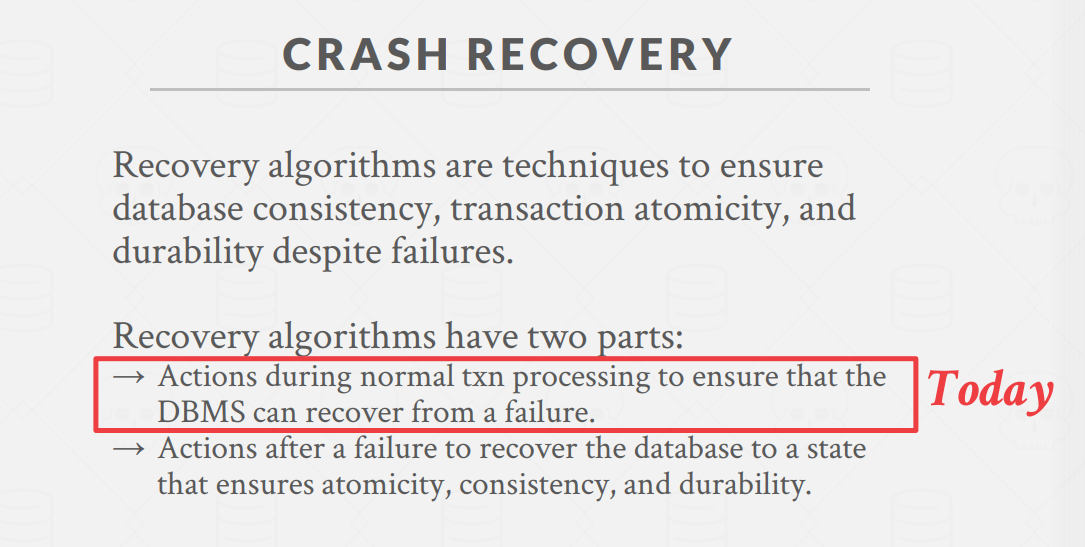 CRASH RECOVERY
Recovery algorithms are techniques to ensure
database consistency, transaction atomicity, and
durability despite failures.
Recovery algorithms have two parts:
→ Actions during normal txn processing to ensure that the
DBMS can recover from a failure.
Today
→ Actions after a failure to recover the database to a state
that ensures atomicity, consistency, and durability.